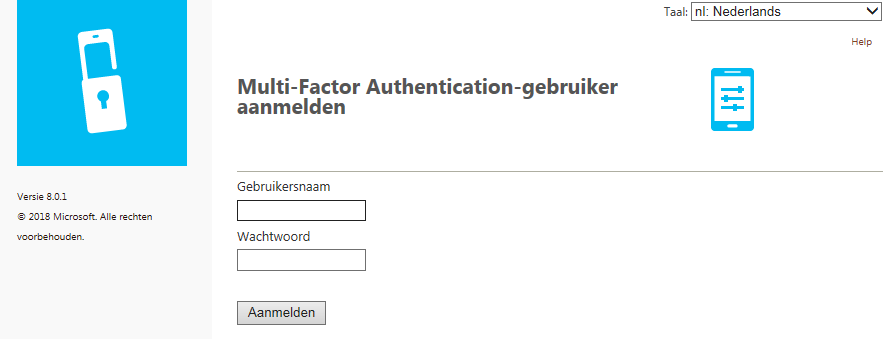 Taal: nl: Nederlands
Help
Multi-Factor Authentication-gebruiker
aanmelden
Gebruikersnaam
Wachtwoord
Aanmelden
Versie 8.0.1
© 2018 Microsoft. Alle rechten
voorbehouden.